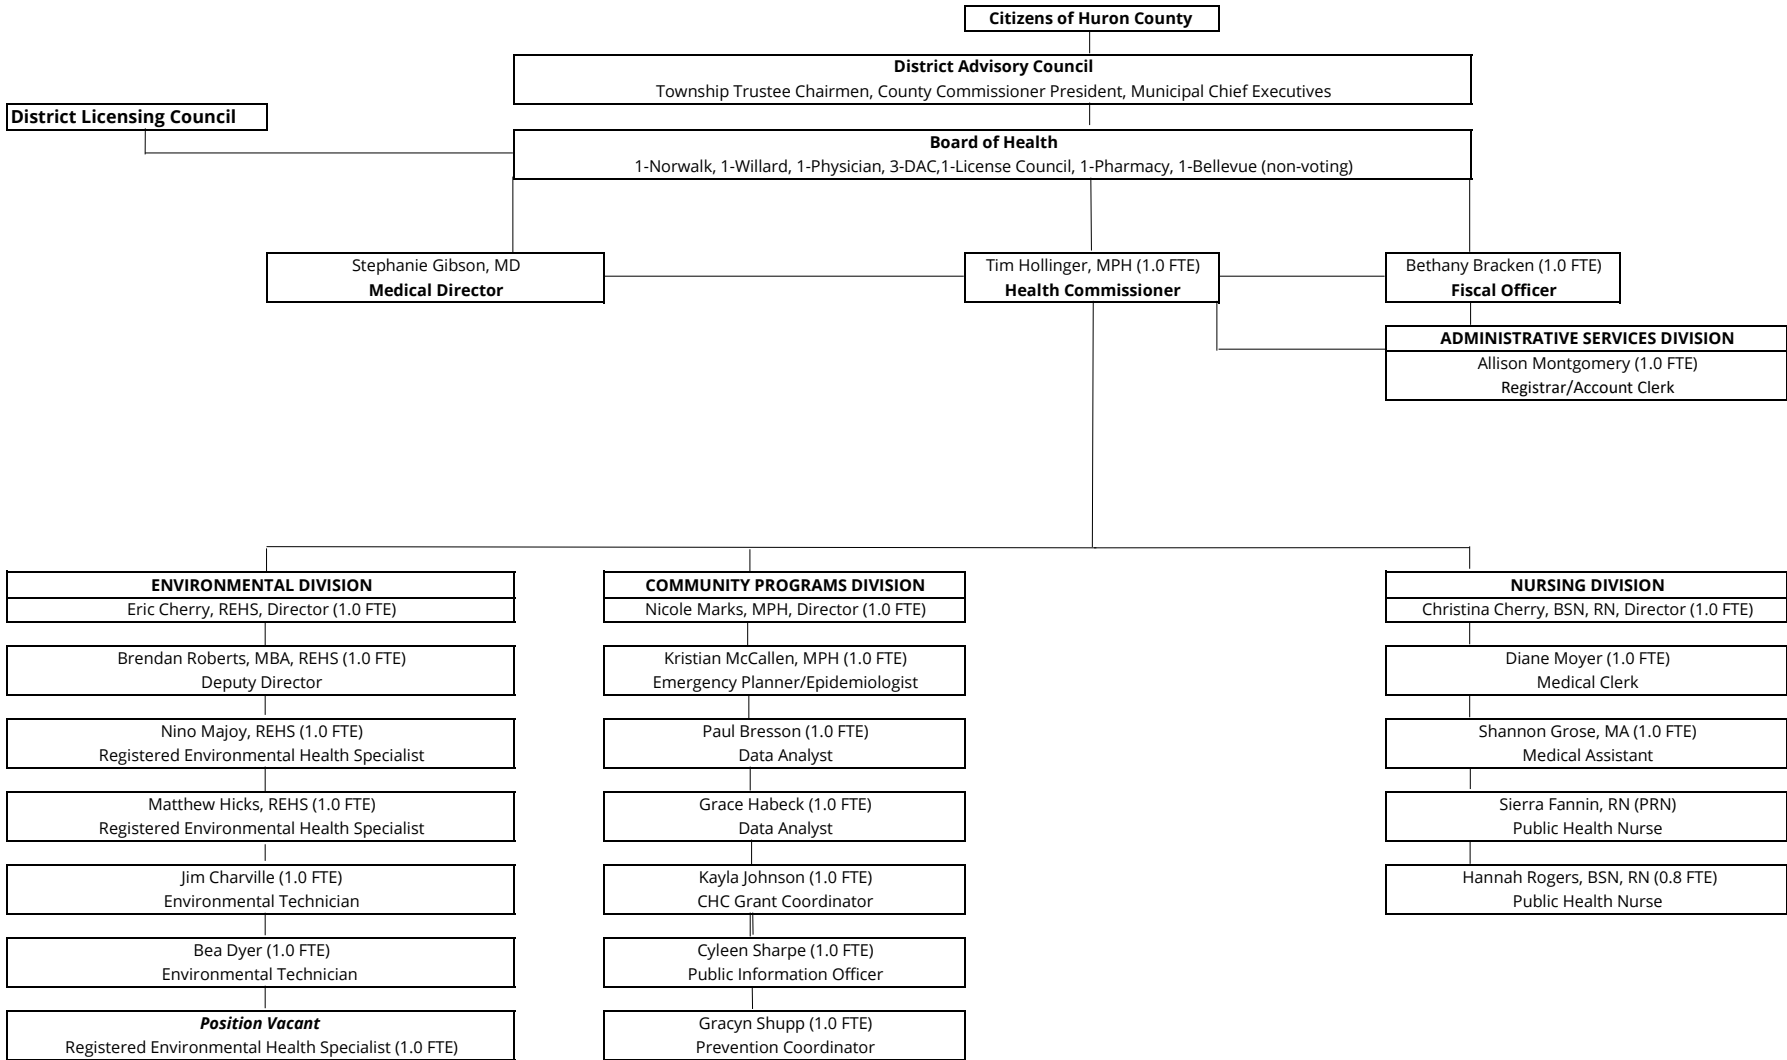 Citizens of Huron County
District Advisory Council
Township Trustee Chairmen, County Commissioner President, Municipal Chief Executives
District Licensing Council
Board of Health
1-Norwalk, 1-Willard, 1-Physician, 3-DAC,1-License Council, 1-Pharmacy, 1-Bellevue (non-voting)
Stephanie Gibson, MD
Medical Director
Tim Hollinger, MPH (1.0 FTE)
Health Commissioner
Bethany Bracken (1.0 FTE)
Fiscal Officer
ADMINISTRATIVE SERVICES DIVISION
Allison Montgomery (1.0 FTE)
Registrar/Account Clerk
ENVIRONMENTAL DIVISION
Eric Cherry, REHS, Director (1.0 FTE)
Brendan Roberts, MBA, REHS (1.0 FTE)
Deputy Director
Nino Majoy, REHS (1.0 FTE)
Registered Environmental Health Specialist
Matthew Hicks, REHS (1.0 FTE)
Registered Environmental Health Specialist
Jim Charville (1.0 FTE)
Environmental Technician
Bea Dyer (1.0 FTE)
Environmental Technician
Position Vacant
Registered Environmental Health Specialist (1.0 FTE)
COMMUNITY PROGRAMS DIVISION
Nicole Marks, MPH, Director (1.0 FTE)
Kristian McCallen, MPH (1.0 FTE)
Emergency Planner/Epidemiologist
Paul Bresson (1.0 FTE)
Data Analyst
Grace Habeck (1.0 FTE)
Data Analyst
Kayla Johnson (1.0 FTE)
CHC Grant Coordinator
Cyleen Sharpe (1.0 FTE)
Public Information Officer
Gracyn Shupp (1.0 FTE)
Prevention Coordinator
NURSING DIVISION
Christina Cherry, BSN, RN, Director (1.0 FTE)
Diane Moyer (1.0 FTE)
Medical Clerk
Shannon Grose, MA (1.0 FTE)
Medical Assistant
Sierra Fannin, RN (PRN)
Public Health Nurse
Hannah Rogers, BSN, RN (0.8 FTE)
Public Health Nurse